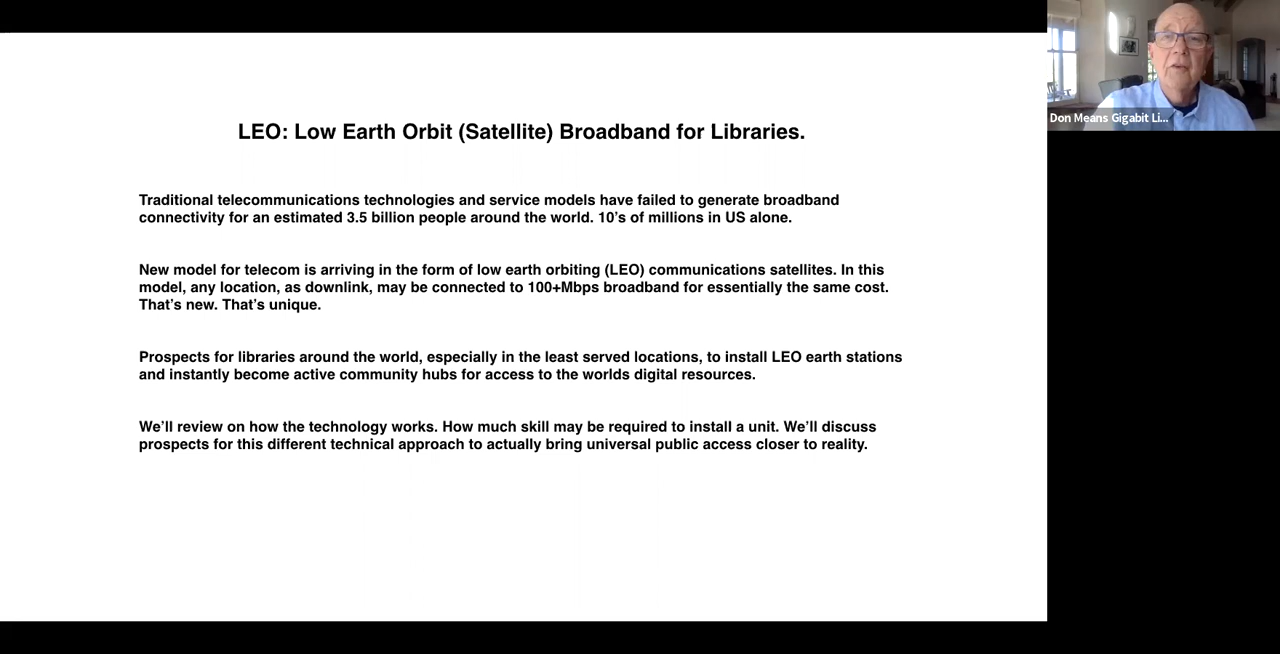 LEO: Low Earth Orbit (Satellite) Broadband for Libraries.
Traditional telecommunications technologies and service models have failed to generate broadband
connectivity for an estimated 3.5 billion people around the world. 10’s of millions in US alone.
New model for telecom is arriving in the form of low earth orbiting (LEO) communications satellites. In this
model, any location, as downlink, may be connected to 100+Mbps broadband for essentially the same cost.
That’s new. That’s unique.
Prospects for libraries around the world, especially in the least served locations, to install LEO earth stations
and instantly become active community hubs for access to the worlds digital resources.
We’ll review on how the technology works. How much skill may be required to install a unit. We’ll discuss
prospects for this different technical approach to actually bring universal public access closer to reality.
Don Means Gigabit Li...